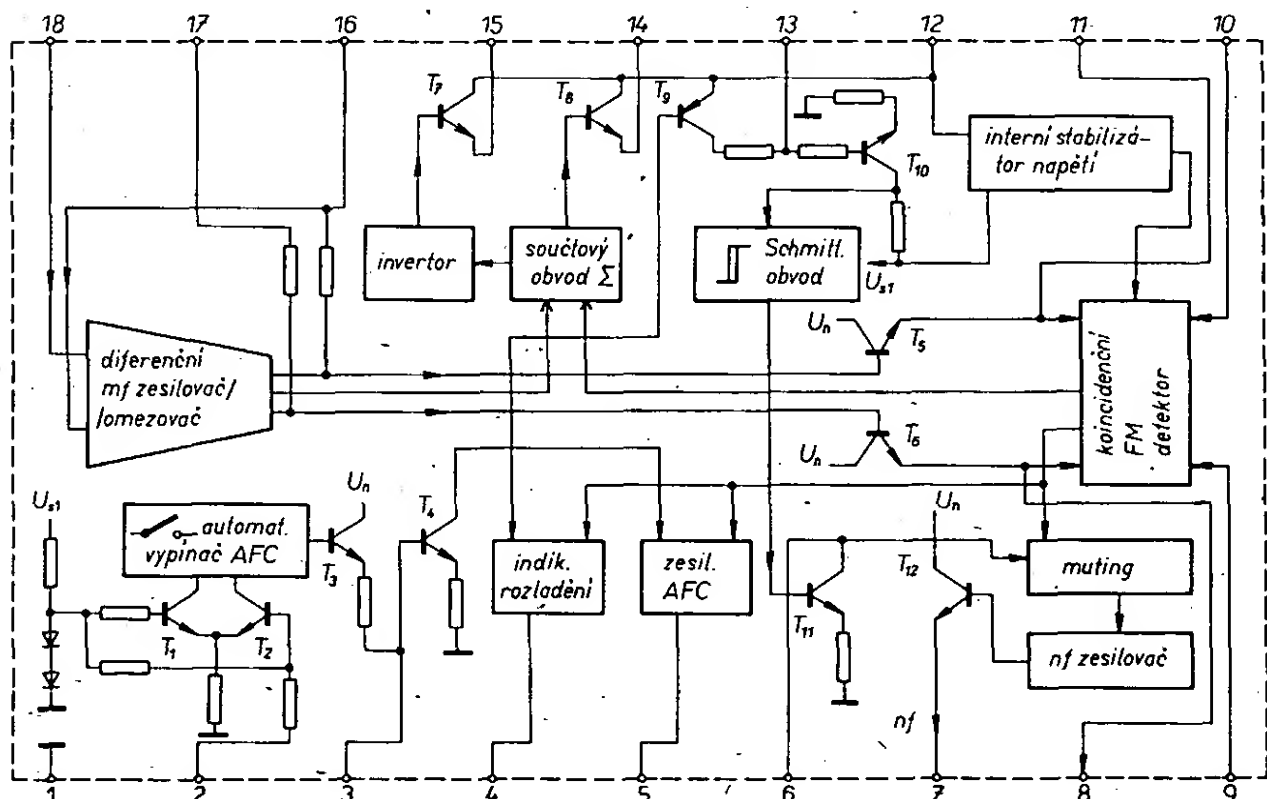 18 17 16 15 14 13 12 11 10
T7
T8
T9
T10
interní stabilizá-
tor napětí
invertor
součtový
obvod Σ
Schmitt.
obvod
Us1
diferenční
mf zesilovač/
/omezovač
Un
T5
koincidenční
FM
detektor
Un
T6
Us1
automat.
vypínač AFC
T1
T2
Un
T3
T4
indik.
rozladění
zesil.
AFC
T11
Un
T12
muting
nf zesilovač
nf
1 2 3 4 5 6 7 8 9